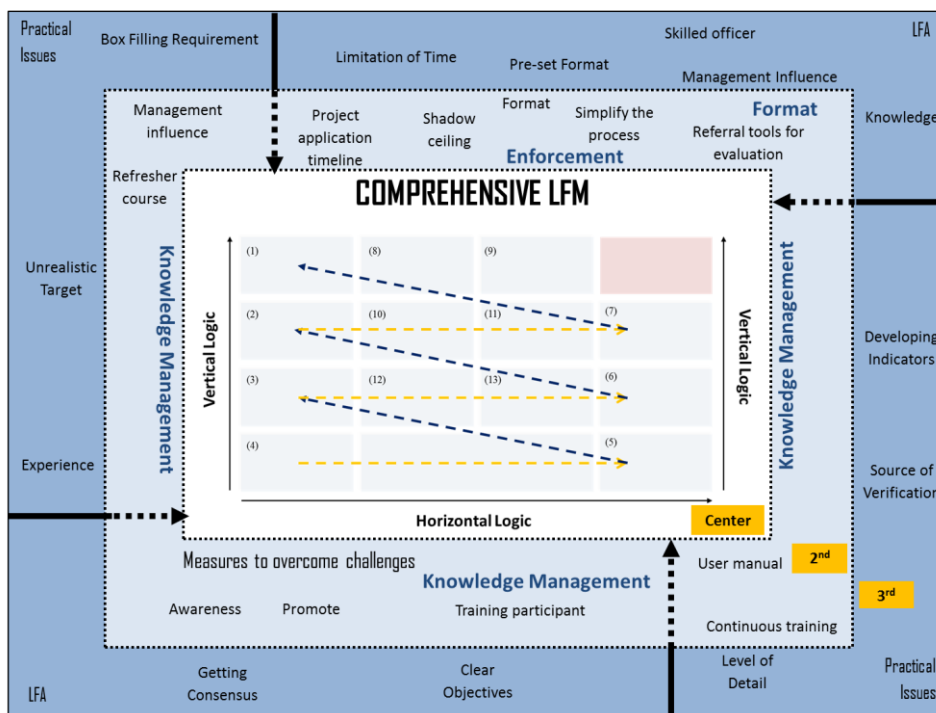 Practical
Issues
Box Filling Requirement
Limitation of Time
Pre-set Format
Skilled officer
Management Influence
LFA
Management
influence
Project
application
timeline
Shadow
ceiling
Format
Simplify the
process
Format
Referral tools for
evaluation
Knowledge
Enforcement
Refresher
course
COMPREHENSIVE LFM
Unrealistic
Target
Knowledge Management
Vertical Logic
(1)
(8)
(9)
(2)
(10)
(11)
(7)
(3)
(12)
(13)
(6)
(4)
(5)
Vertical Logic
Knowledge Management
Developing
Indicators
Experience
Source of
Verification
Horizontal Logic
Center
Measures to overcome challenges
Knowledge Management
User manual
2nd
3rd
Awareness
Promote
Training participant
Continuous training
Getting
Consensus
Clear
Objectives
Level of
Detail
LFA
Practical
Issues